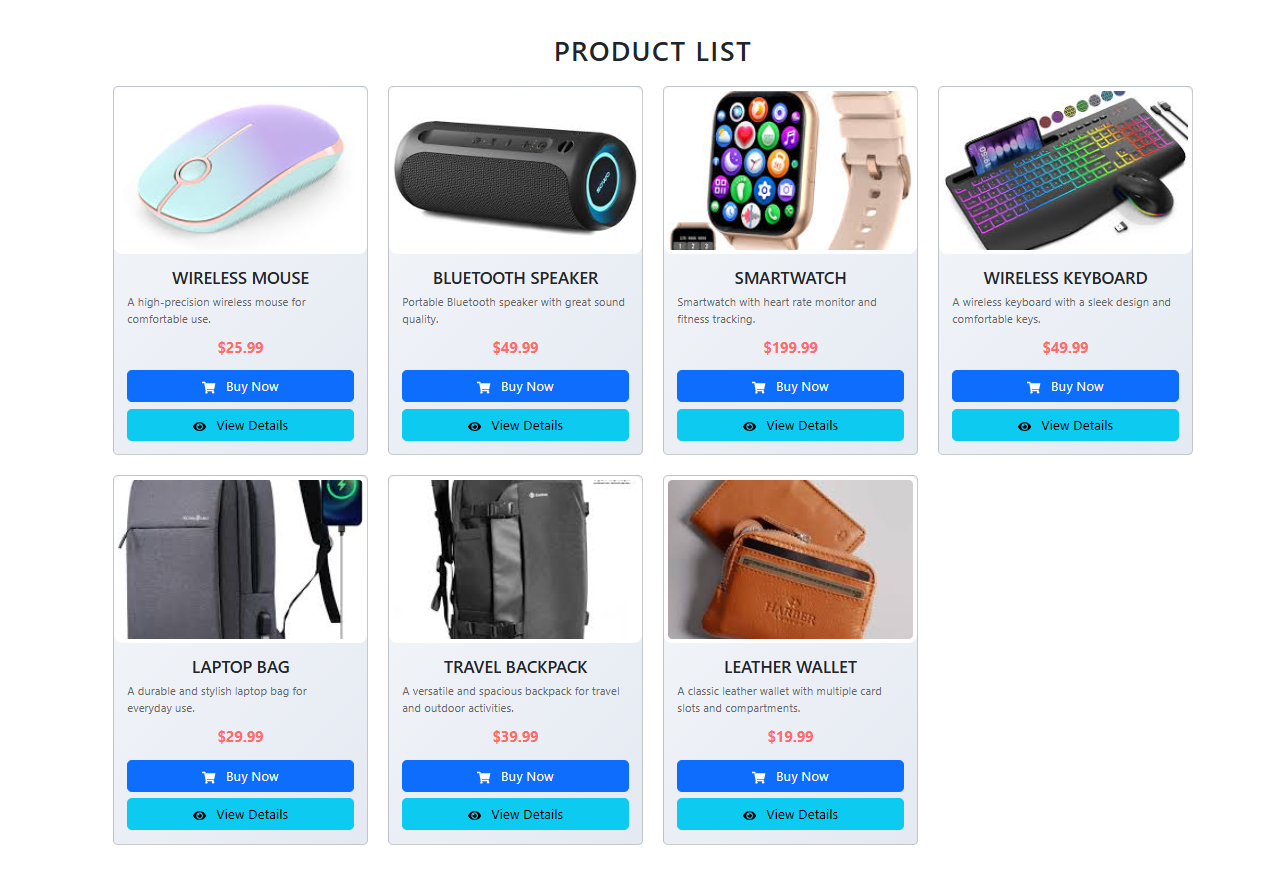 PRODUCT LIST
WIRELESS MOUSE
A high-precision wireless mouse for
comfortable use.
$25.99
Buy Now
View Details
BLUETOOTH SPEAKER
Portable Bluetooth speaker with great sound
quality.
$49.99
Buy Now
View Details
1 2 3
SMARTWATCH
Smartwatch with heart rate monitor and
fitness tracking.
$199.99
Buy Now
View Details
WIRELESS KEYBOARD
A wireless keyboard with a sleek design and
comfortable keys.
$49.99
Buy Now
View Details
LAPTOP BAG
A durable and stylish laptop bag for
everyday use.
$29.99
Buy Now
View Details
TRAVEL BACKPACK
A versatile and spacious backpack for travel
and outdoor activities.
$39.99
Buy Now
View Details
HARBER
LEATHER WALLET
A classic leather wallet with multiple card
slots and compartments.
$19.99
Buy Now
View Details